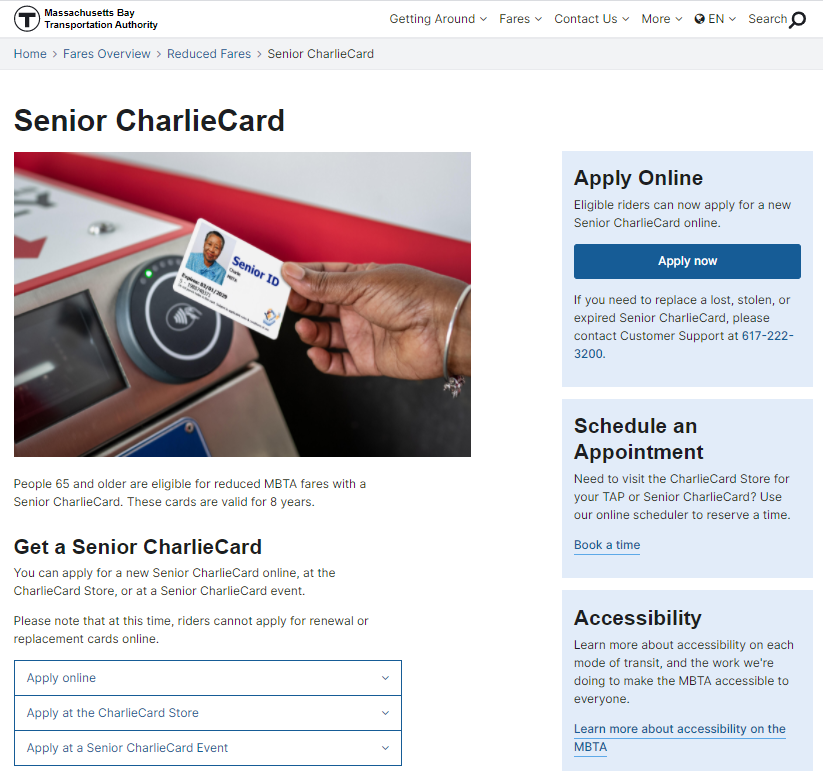 Massachusetts Bay
Transportation Authority
Getting Around
Fares
Contact Us
More
EN
Search
Home > Fares Overview > Reduced Fares > Senior CharlieCard
Senior CharlieCard
Senior ID
Charlie
MBTA
People 65 and older are eligible for reduced MBTA fares with a
Senior CharlieCard. These cards are valid for 8 years.
Get a Senior CharlieCard
You can apply for a new Senior CharlieCard online, at the
CharlieCard Store, or at a Senior CharlieCard event.
Please note that at this time, riders cannot apply for renewal or
replacement cards online.
Apply online
Apply at the CharlieCard Store
Apply at a Senior CharlieCard Event
Apply Online
Eligible riders can now apply for a new
Senior CharlieCard online.
Apply now
If you need to replace a lost, stolen, or
expired Senior CharlieCard, please
contact Customer Support at 617-222-
3200.
Schedule an
Appointment
Need to visit the CharlieCard Store for
your TAP or Senior CharlieCard? Use
our online scheduler to reserve a time.
Book a time
Accessibility
Learn more about accessibility on each
mode of transit, and the work we're
doing to make the MBTA accessible to
everyone.
Learn more about accessibility on the
MBTA